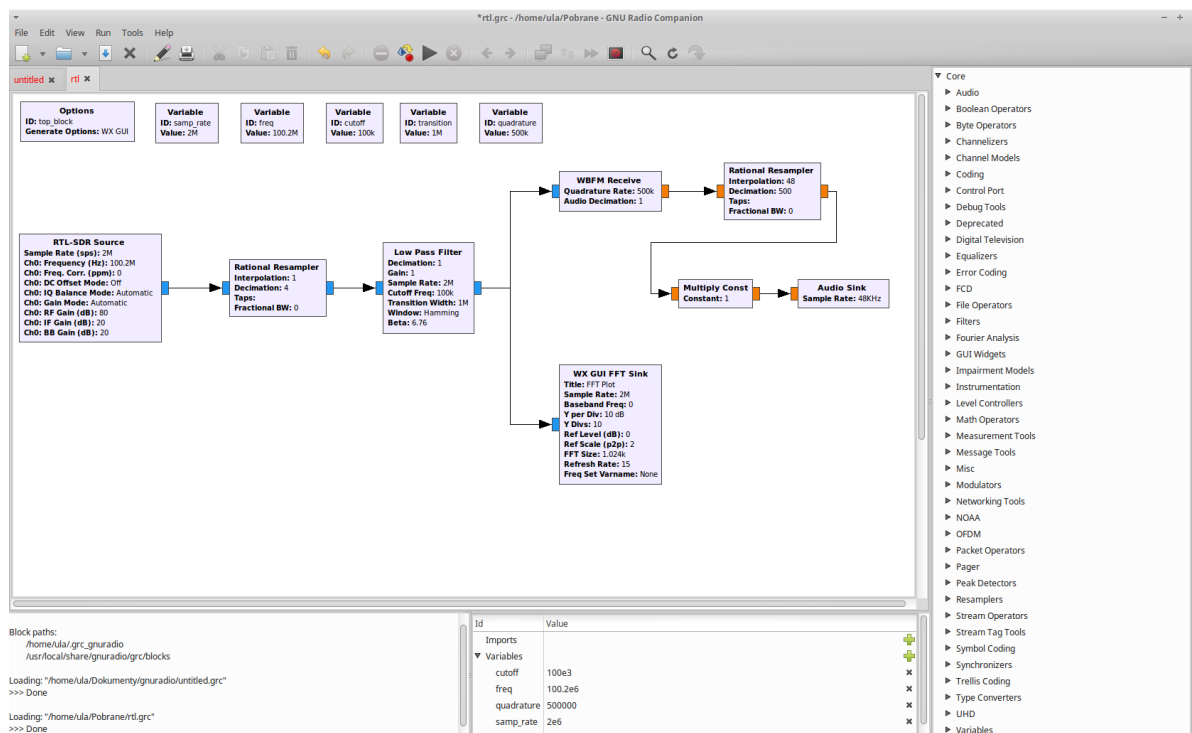 *rtl.grc - /home/ula/Pobrane - GNU Radio Companion
File Edit View Run Tools Help
untitled
rtl
Options
ID: top_block
Generate Options: WX GUI
Variable
ID: samp_rate
Value: 2M
Variable
ID: freq
Value: 100.2M
Variable
ID: cutoff
Value: 100k
Variable
ID: transition
Value: 1M
Variable
ID: quadrature
Value: 500k
RTL-SDR Source
Sample Rate (sps): 2M
Ch0: Frequency (Hz): 100.2M
Ch0: Freq. Corr. (ppm): 0
Ch0: DC Offset Mode: Off
Ch0: IQ Balance Mode: Automatic
Ch0: Gain Mode: Automatic
Ch0: RF Gain (dB): 80
Ch0: IF Gain (dB): 20
Ch0: BB Gain (dB): 20
Rational Resampler
Interpolation: 1
Decimation: 4
Taps:
Fractional BW: 0
Low Pass Filter
Decimation: 1
Gain: 1
Sample Rate: 2M
Cutoff Freq: 100k
Transition Width: 1M
Window: Hamming
Beta: 6.76
WBFM Receive
Quadrature Rate: 500k
Audio Decimation: 1
Rational Resampler
Interpolation: 48
Decimation: 500
Taps:
Fractional BW: 0
Multiply Const
Constant: 1
Audio Sink
Sample Rate: 48KHz
WX GUI FFT Sink
Title: FFT Plot
Sample Rate: 2M
Baseband Freq: 0
Y per Div: 10 dB
Y Divs: 10
Ref Level (dB): 0
Ref Scale (p2p): 2
FFT Size: 1.024k
Refresh Rate: 15
Freq Set Varname: None
Core
Audio
Boolean Operators
Byte Operators
Channelizers
Channel Models
Coding
Control Port
Debug Tools
Deprecated
Digital Television
Equalizers
Error Coding
FCD
File Operators
Filters
Fourier Analysis
GUI Widgets
Impairment Models
Instrumentation
Level Controllers
Math Operators
Measurement Tools
Message Tools
Misc
Modulators
Networking Tools
NOAA
OFDM
Packet Operators
Pager
Peak Detectors
Resamplers
Stream Operators
Stream Tag Tools
Symbol Coding
Synchronizers
Trellis Coding
Type Converters
UHD
Variables
Block paths:
/home/ula/.grc_gnuradio
/usr/local/share/gnuradio/grc/blocks
Loading: "/home/ula/Dokumenty/gnuradio/untitled.grc"
>>> Done
Loading: "/home/ula/Pobrane/rtl.grc"
>>> Done
Id Value
Imports
Variables
cutoff 100e3
freq 100.2e6
quadrature 500000
samp_rate 2e6